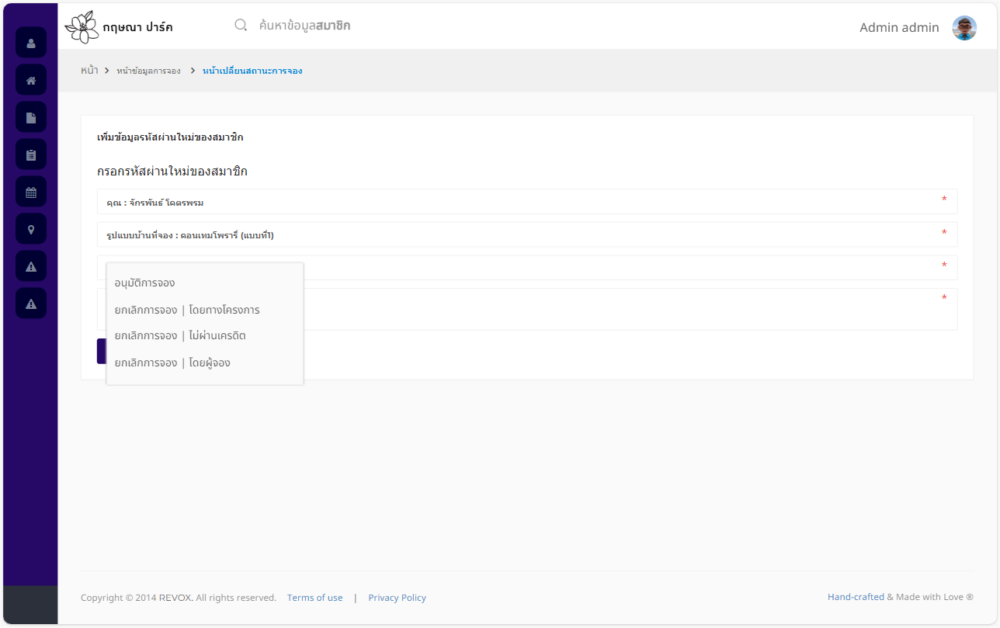 กฤษณา ปาร์ค
ค้นหาข้อมูลสมาชิก
Admin admin
หน้า > หน้าข้อมูลการจอง > หน้าเปลี่ยนสถานะการจอง
เพิ่มข้อมูลรหัสผ่านใหม่ของสมาชิก
กรอกรหัสผ่านใหม่ของสมาชิก
คุณ : จักรพันธ์ โคตรพรม *
รูปแบบบ้านที่จอง : คอนเทมโพรารี่ (แบบที่1) *
*
*
อนุมัติการจอง
ยกเลิกการจอง | โดยทางโครงการ
ยกเลิกการจอง | ไม่ผ่านเครดิต
ยกเลิกการจอง | โดยผู้จอง
Copyright © 2014 REVOX. All rights reserved. Terms of use | Privacy Policy
Hand-crafted & Made with Love ®